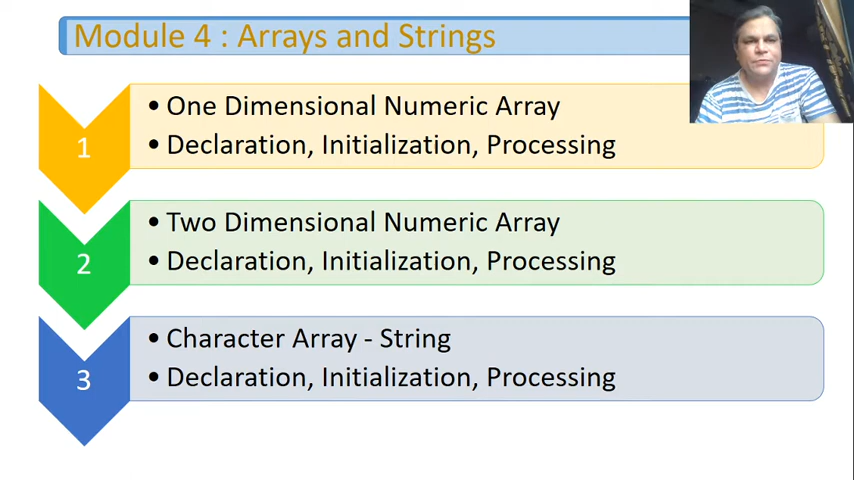 Module 4 : Arrays and Strings
1
• One Dimensional Numeric Array
• Declaration, Initialization, Processing
2
• Two Dimensional Numeric Array
• Declaration, Initialization, Processing
3
• Character Array - String
• Declaration, Initialization, Processing